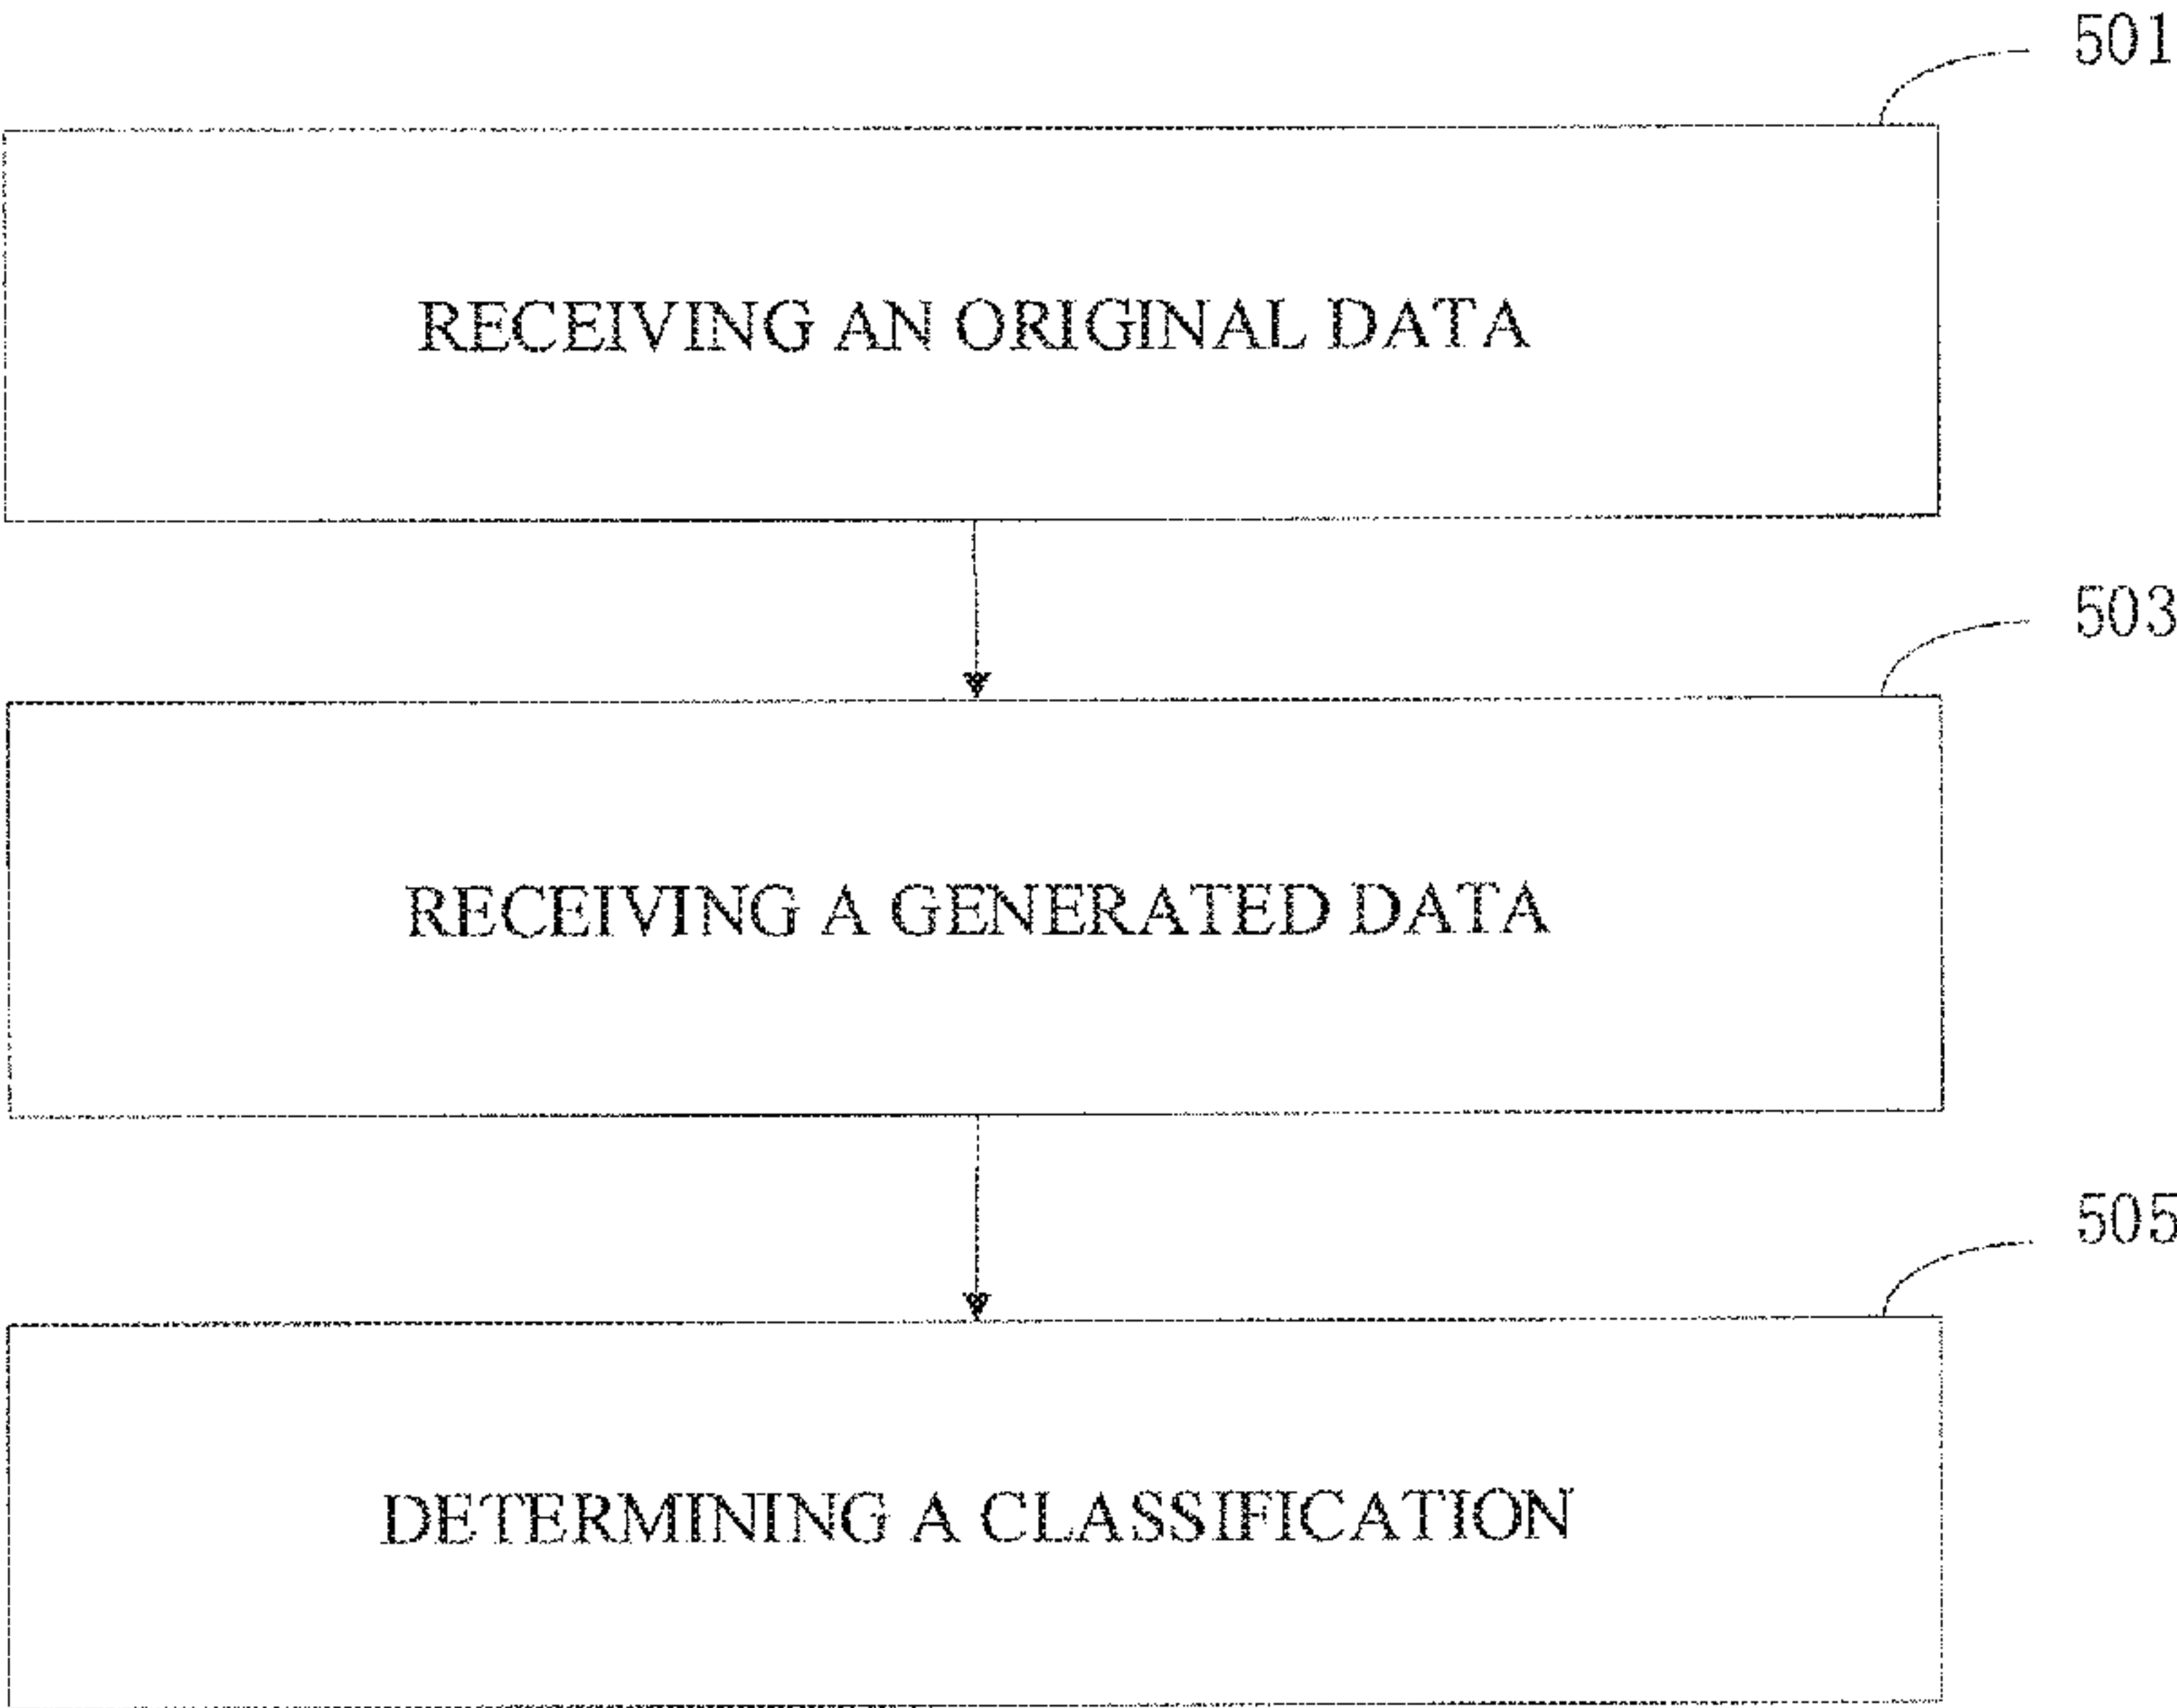 501
RECEIVING AN ORIGINAL DATA
503
RECEIVING A GENERATED DATA
505
DETERMINING A CLASSIFICATION